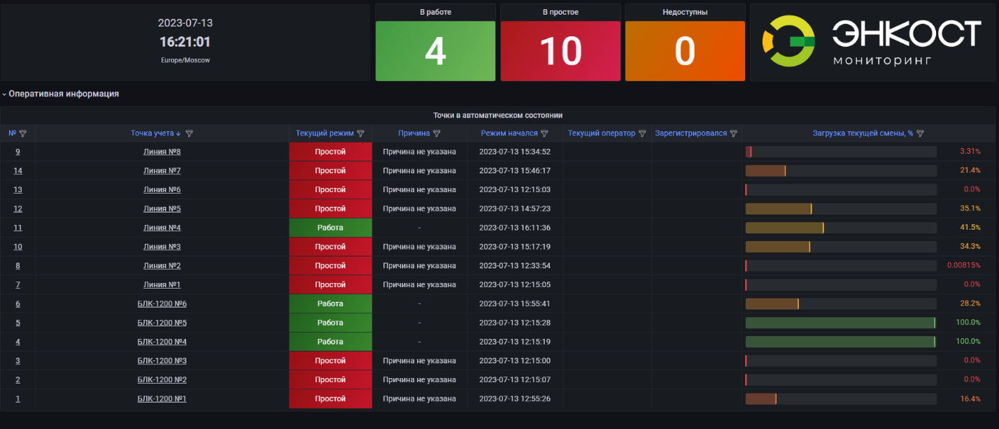 2023-07-13
16:21:01
Europe/Moscow
В работе
4
В простое
10
Недоступны
0
ЭНКОСТ
мониторинг
Оперативная информация
Точки в автоматическом состоянии
№ Точка учета Текущий режим Причина Режим начался Текущий оператор Зарегистрировался Загрузка текущей смены, %
9 Линия №8 Простой Причина не указана 2023-07-13 15:34:52 3.31%
14 Линия №7 Простой Причина не указана 2023-07-13 15:46:17 21.4%
13 Линия №6 Простой Причина не указана 2023-07-13 12:15:03 0.0%
12 Линия №5 Простой Причина не указана 2023-07-13 14:57:23 35.1%
11 Линия №4 Работа - 2023-07-13 16:11:36 41.5%
10 Линия №3 Простой Причина не указана 2023-07-13 15:17:19 34.3%
8 Линия №2 Простой Причина не указана 2023-07-13 12:33:54 0.00815%
7 Линия №1 Простой Причина не указана 2023-07-13 12:15:05 0.0%
6 БЛК-1200 №6 Работа - 2023-07-13 15:55:41 28.2%
5 БЛК-1200 №5 Работа - 2023-07-13 12:15:28 100.0%
4 БЛК-1200 №4 Работа - 2023-07-13 12:15:19 100.0%
3 БЛК-1200 №3 Простой Причина не указана 2023-07-13 12:15:00 0.0%
2 БЛК-1200 №2 Простой Причина не указана 2023-07-13 12:15:07 0.0%
1 БЛК-1200 №1 Простой Причина не указана 2023-07-13 12:55:26 16.4%